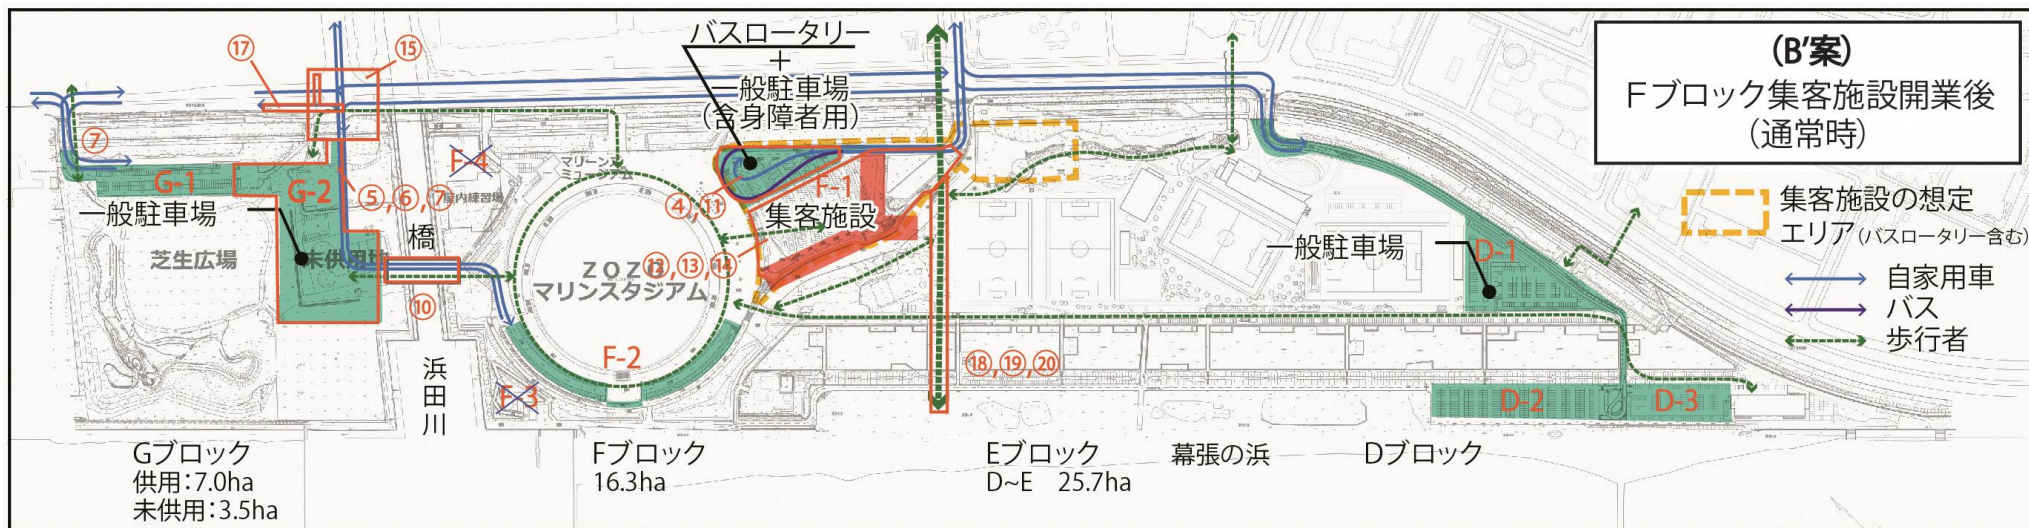 (B'案)
Fブロック集客施設開業後
(通常時)
バスロータリー
+
一般駐車場
(含身障者用)
⑰
⑮
⑦
F-4
マリーンズ
ミュージアム
G-1
G-2
⑤,⑥,⑦
屋内練習場
④,⑪
F-1
集客施設
一般駐車場
橋
芝生広場
未供用地
⑫,⑬,⑭
ZOZO
マリンスタジアム
⑩
一般駐車場
D-1
集客施設の想定
エリア(バスロータリー含む)
自家用車
バス
歩行者
浜田川
F-2
F-3
⑱,⑲,⑳
D-2
D-3
Gブロック
供用:7.0ha
未供用:3.5ha
Fブロック
16.3ha
Eブロック
D~E 25.7ha
幕張の浜
Dブロック